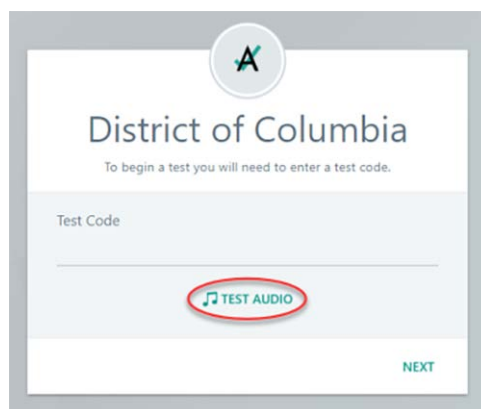 District of Columbia
To begin a test you will need to enter a test code.
Test Code
TEST AUDIO
NEXT